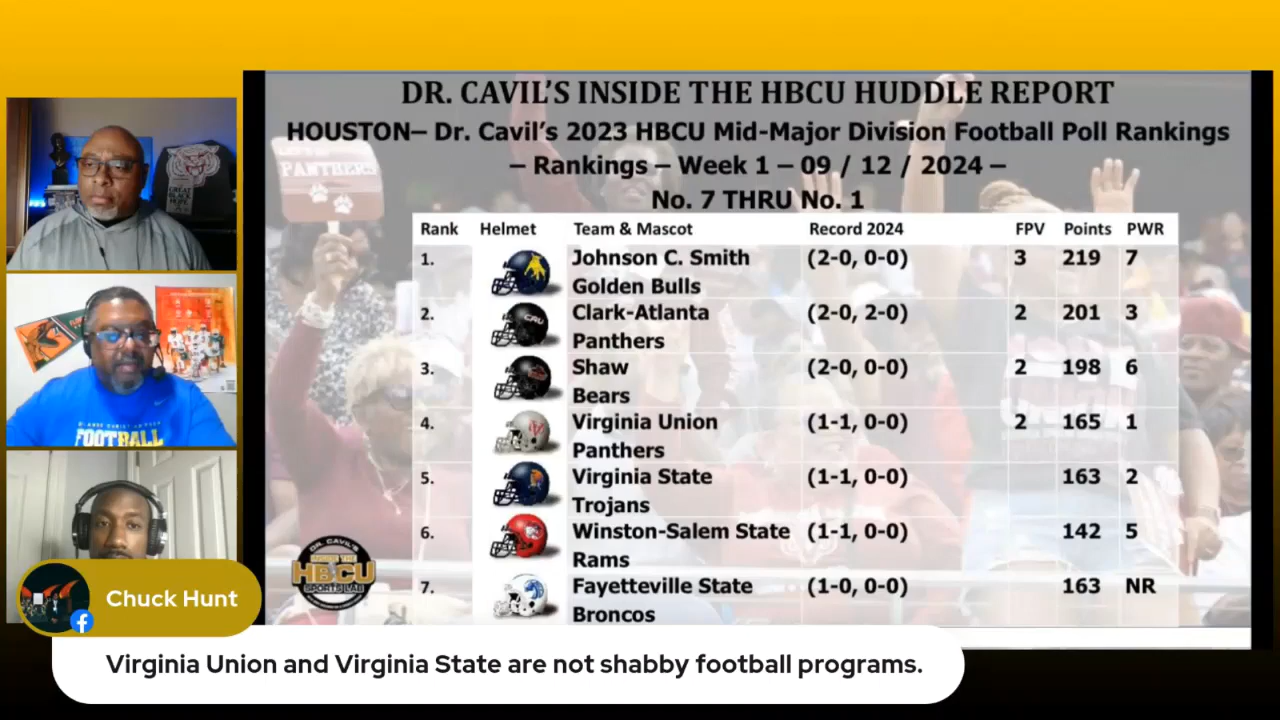 DR. CAVIL'S INSIDE THE HBCU HUDDLE REPORT
HOUSTON— Dr. Cavil's 2023 HBCU Mid-Major Division Football Poll Rankings
— Rankings — Week 1 — 09 / 12 / 2024 —
No. 7 THRU No. 1
Rank Helmet Team & Mascot Record 2024 FPV Points PWR
1. Johnson C. Smith (2-0, 0-0) 3 219 7
Golden Bulls
2. Clark-Atlanta (2-0, 2-0) 2 201 3
CAU
Panthers
3. Shaw (2-0, 0-0) 2 198 6
Bears
4. Virginia Union (1-1, 0-0) 2 165 1
Panthers
5. Virginia State (1-1, 0-0) 163 2
Trojans
6. Winston-Salem State (1-1, 0-0) 142 5
Rams
7. Fayetteville State (1-0, 0-0) 163 NR
Broncos
PANTHERS
GREAT
BLACK
HOPE
FOOTBALL
DR. CAVIL'S
INSIDE THE
HBCU
SPORTS LAB
Chuck Hunt
Virginia Union and Virginia State are not shabby football programs.